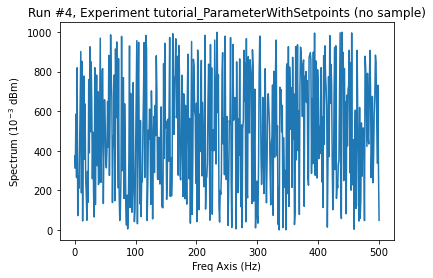 Run #4, Experiment tutorial_ParameterWithSetpoints (no sample)
1000
800
600
400
200
0
Spectrum (10⁻³ dBm)
0 100 200 300 400 500
Freq Axis (Hz)